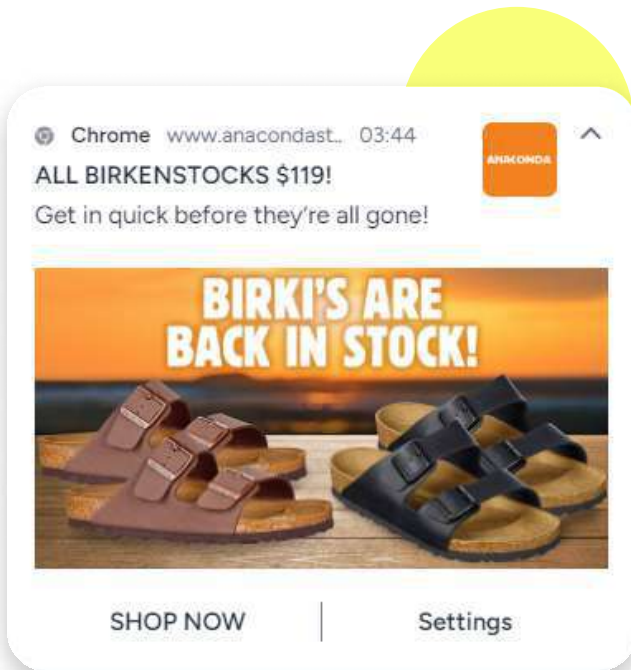 Chrome www.anacondast.. 03:44
ANACONDA
ALL BIRKENSTOCKS $119!
Get in quick before they're all gone!
BIRKI'S ARE
BACK IN STOCK!
SHOP NOW
Settings